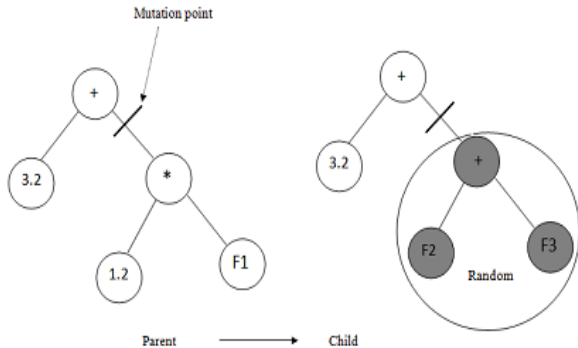 Mutation point
+
3.2
*
1.2
F1
+
3.2
+
F2
F3
Random
Parent
Child